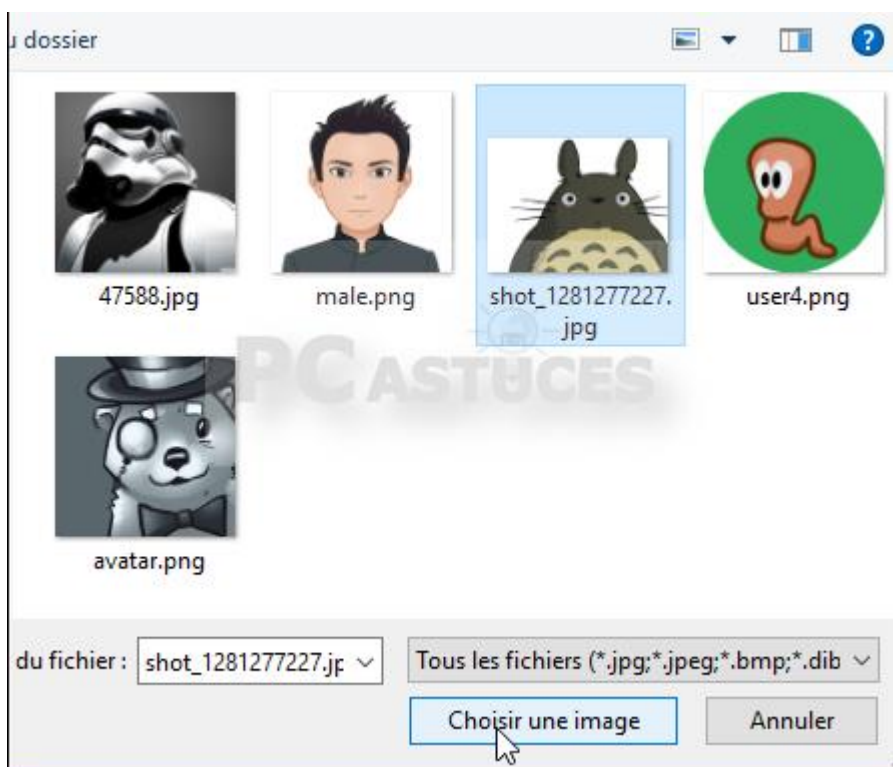 u dossier
47588.jpg
male.png
shot_1281277227.
jpg
user4.png
PC ASTUCES
avatar.png
du fichier :
shot_1281277227.jp
Tous les fichiers (*.jpg;*.jpeg;*.bmp;*.dib
Choisir une image
Annuler